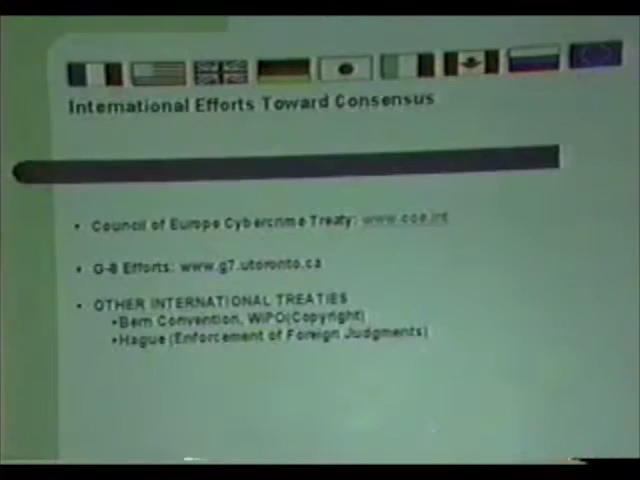 International Efforts Toward Consensus
• Council of Europe Cybercrime Treaty: www.coe.int
• G-8 Efforts: www.g7.utoronto.ca
• OTHER INTERNATIONAL TREATIES
•Bern Convention, WIPO(Copyright)
•Hague (Enforcement of Foreign Judgments)